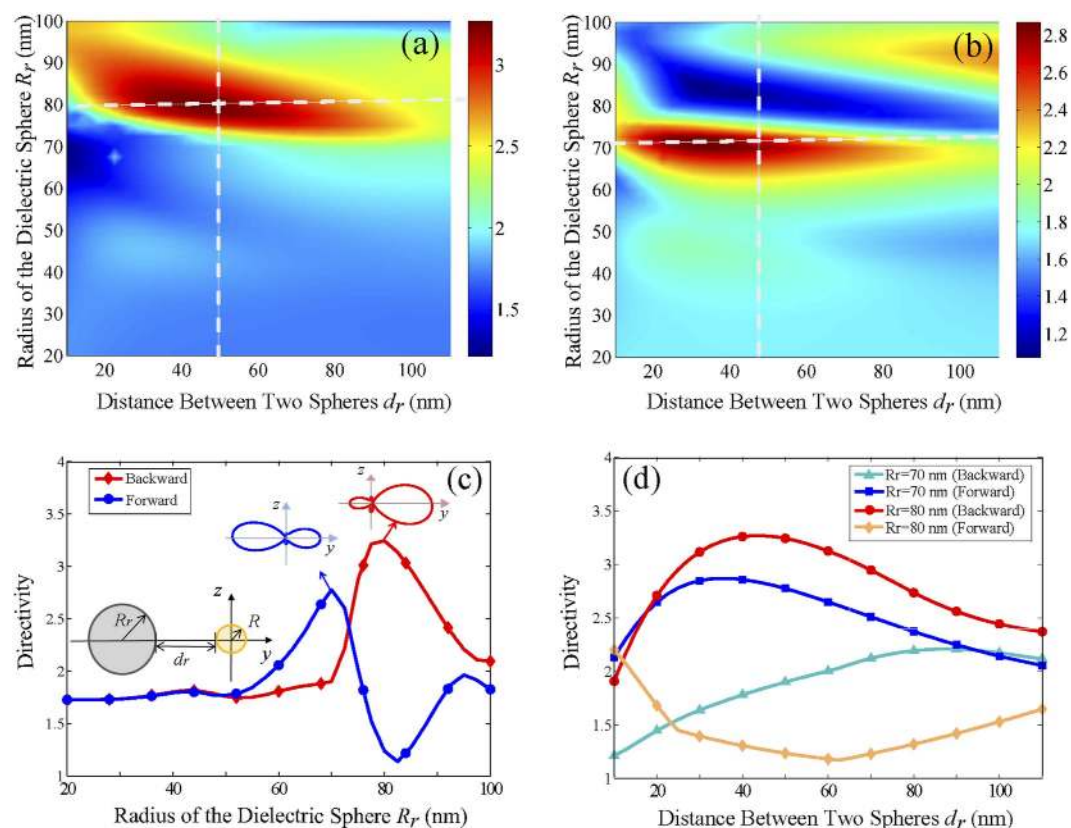 (a)
Radius of the Dielectric Sphere Rr (nm)
100
90
80
70
60
50
40
30
20
20 40 60 80 100
Distance Between Two Spheres dr (nm)
3
2.5
2
1.5
(b)
Radius of the Dielectric Sphere Rr (nm)
100
90
80
70
60
50
40
30
20
20 40 60 80 100
Distance Between Two Spheres dr (nm)
2.8
2.6
2.4
2.2
2
1.8
1.6
1.4
1.2
(c)
Directivity
4
3.5
3
2.5
2
1.5
1
Backward
Forward
z
y
z
y
Rr
dr
z
R
y
20 40 60 80 100
Radius of the Dielectric Sphere Rr (nm)
(d)
Directivity
4
3.5
3
2.5
2
1.5
1
Rr=70 nm (Backward)
Rr=70 nm (Forward)
Rr=80 nm (Backward)
Rr=80 nm (Forward)
20 40 60 80 100
Distance Between Two Spheres dr (nm)